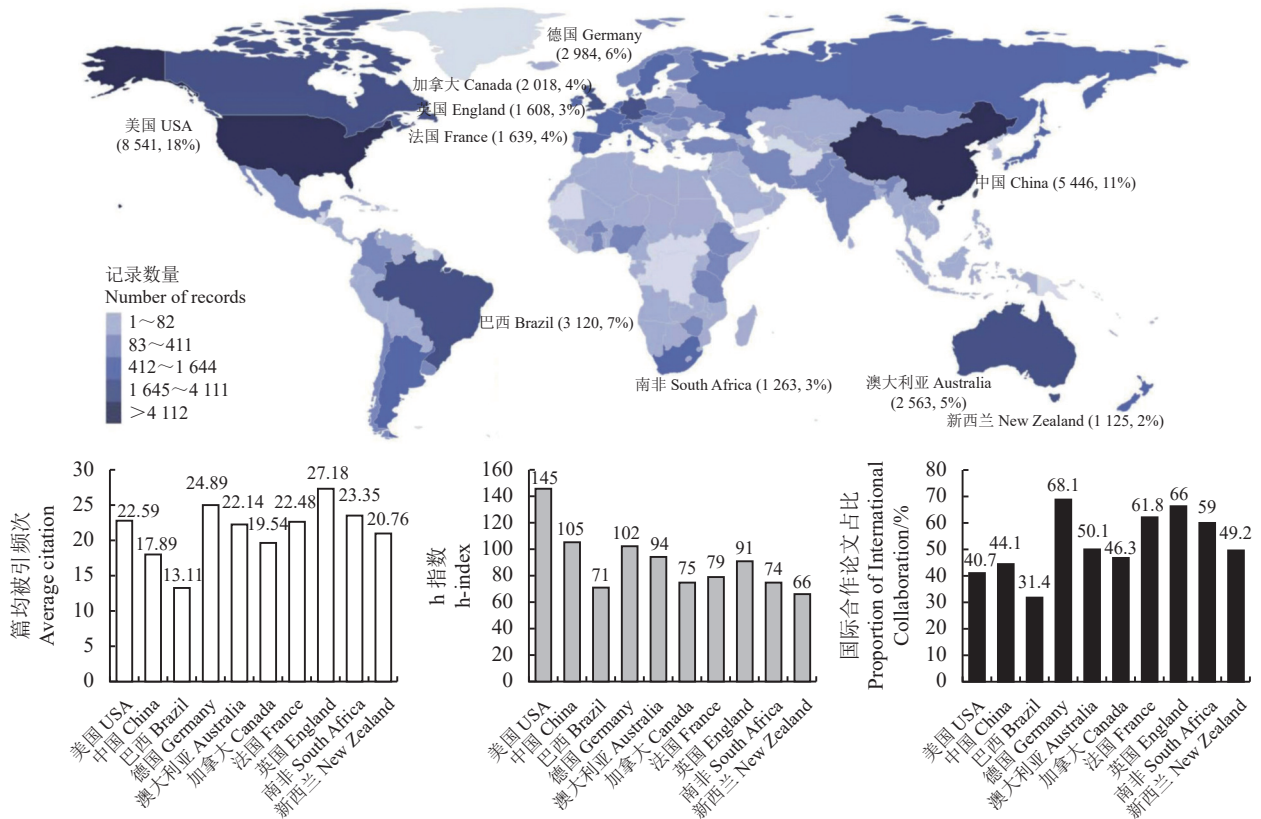 德国 Germany
(2 984, 6%)
加拿大 Canada (2 018, 4%)
英国 England (1 608, 3%)
法国 France (1 639, 4%)
美国 USA
(8 541, 18%)
中国 China (5 446, 11%)
巴西 Brazil (3 120, 7%)
南非 South Africa (1 263, 3%)
澳大利亚 Australia
(2 563, 5%)
新西兰 New Zealand (1 125, 2%)
记录数量
Number of records
1～82
83～411
412～1 644
1 645～4 111
＞4 112
篇均被引频次
Average citation
30
25
20
15
10
5
0
22.59
17.89
13.11
24.89
22.14
19.54
22.48
27.18
23.35
20.76
美国 USA
中国 China
巴西 Brazil
德国 Germany
澳大利亚 Australia
加拿大 Canada
法国 France
英国 England
南非 South Africa
新西兰 New Zealand
h 指数
h-index
160
140
120
100
80
60
40
20
0
145
105
71
102
94
75
79
91
74
66
美国 USA
中国 China
巴西 Brazil
德国 Germany
澳大利亚 Australia
加拿大 Canada
法国 France
英国 England
南非 South Africa
新西兰 New Zealand
国际合作论文占比
Proportion of International
Collaboration/%
80
70
60
50
40
30
20
10
0
40.7
44.1
31.4
68.1
50.1
46.3
61.8
66
59
49.2
美国 USA
中国 China
巴西 Brazil
德国 Germany
澳大利亚 Australia
加拿大 Canada
法国 France
英国 England
南非 South Africa
新西兰 New Zealand